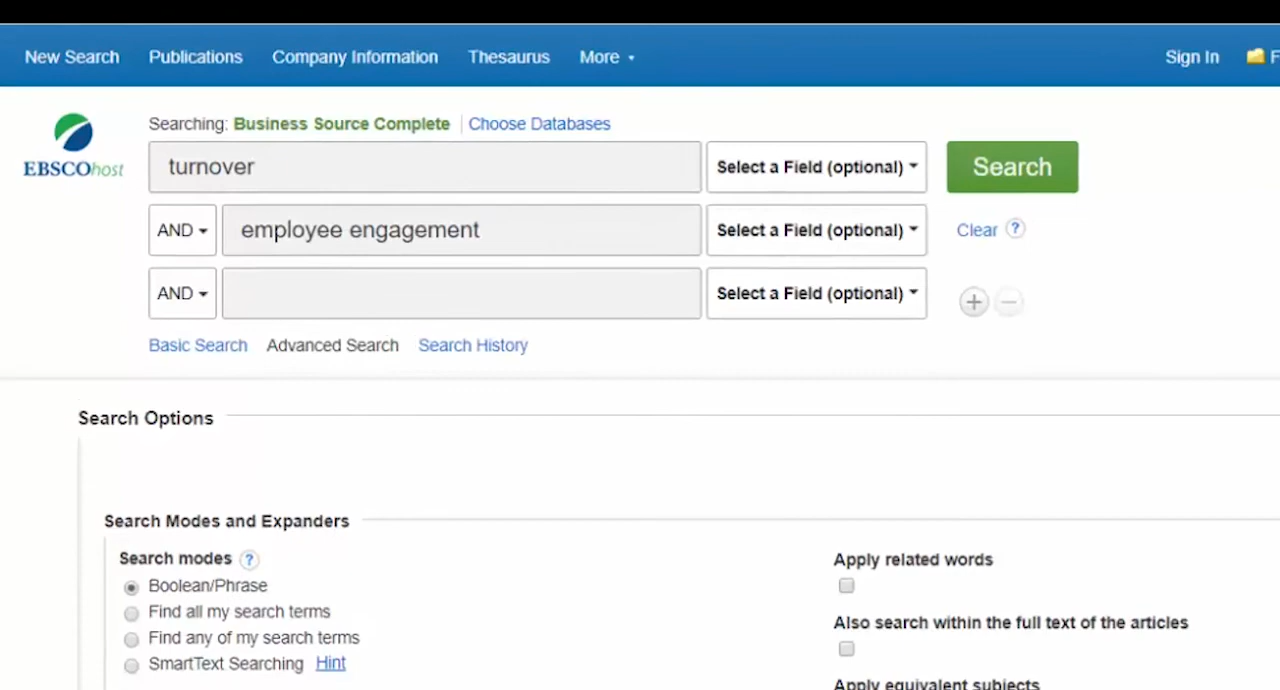 New Search Publications Company Information Thesaurus More Sign In F
Searching: Business Source Complete Choose Databases
EBSCOhost
turnover Select a Field (optional) Search
AND employee engagement Select a Field (optional) Clear ?
AND Select a Field (optional)
Basic Search Advanced Search Search History
Search Options
Search Modes and Expanders
Search modes ?
Boolean/Phrase
Find all my search terms
Find any of my search terms
SmartText Searching Hint
Apply related words
Also search within the full text of the articles
Apply equivalent subjects